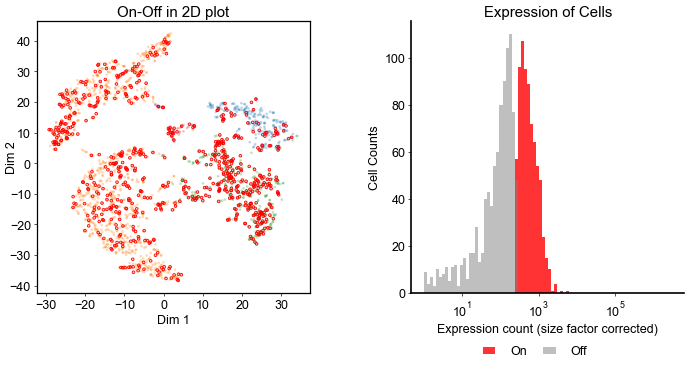 On-Off in 2D plot
40
30
20
10
0
−10
−20
−30
−40
Dim 2
−30 −20 −10 0 10 20 30
Dim 1
Expression of Cells
100
80
60
40
20
0
Cell Counts
10^1 10^3 10^5
Expression count (size factor corrected)
On Off